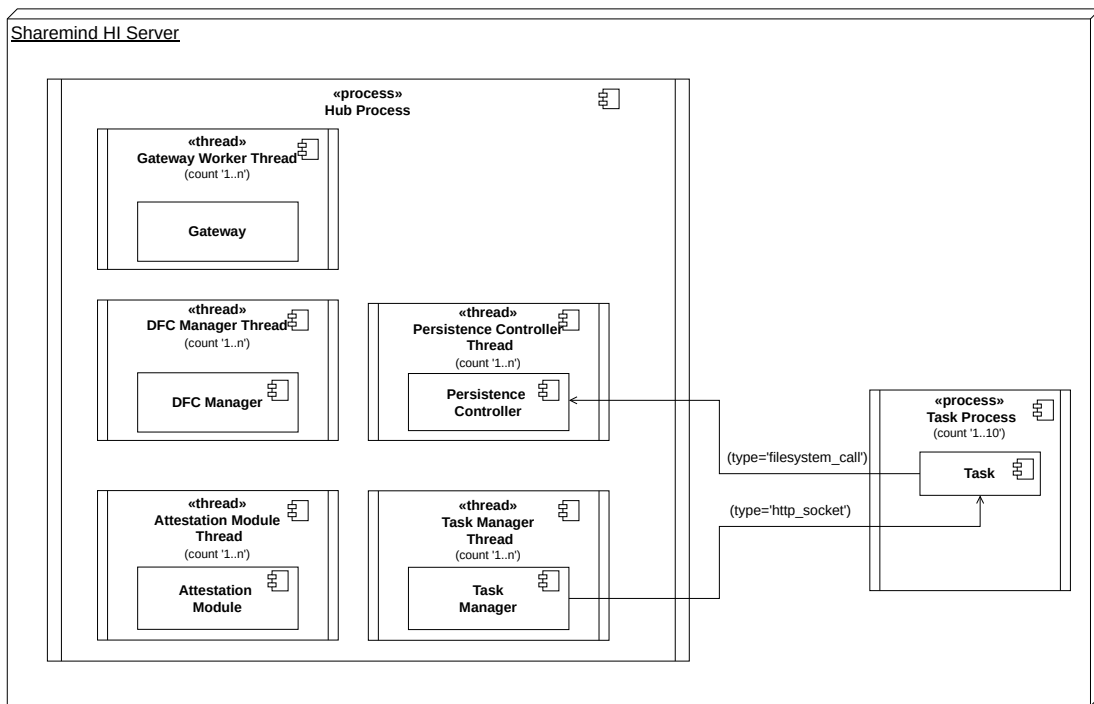 Sharemind HI Server
«process»
Hub Process
«thread»
Gateway Worker Thread
(count '1..n')
Gateway
«thread»
DFC Manager Thread
(count '1..n')
DFC Manager
«thread»
Persistence Controller
Thread
(count '1..n')
Persistence
Controller
«process»
Task Process
(count '1..10')
Task
(type='filesystem_call')
(type='http_socket')
«thread»
Attestation Module
Thread
(count '1..n')
Attestation
Module
«thread»
Task Manager
Thread
(count '1..n')
Task
Manager